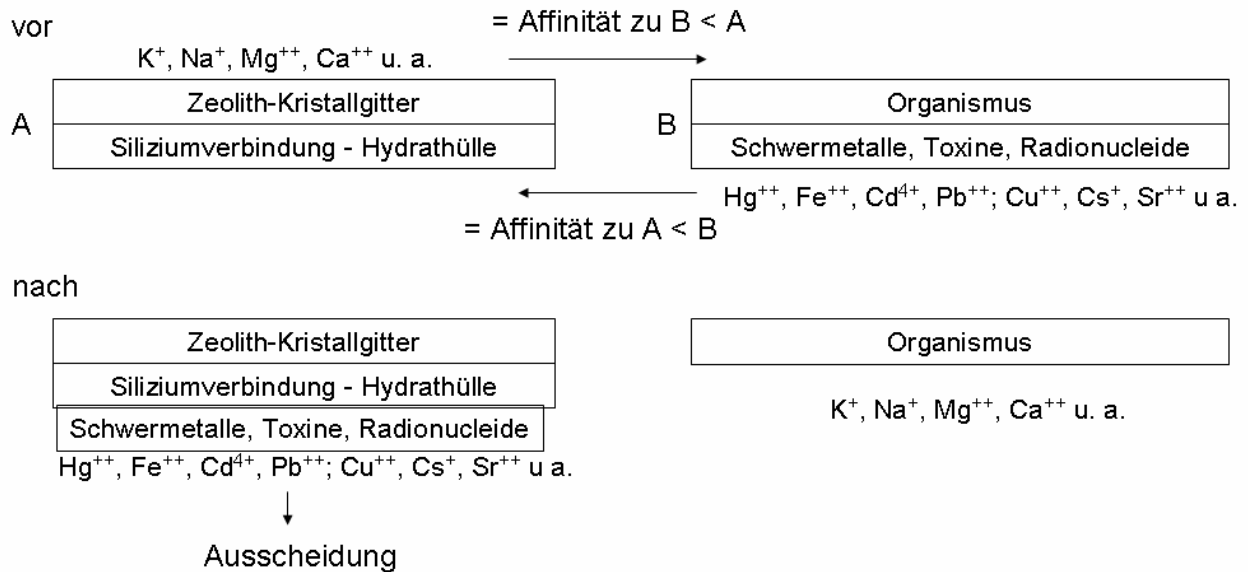 vor
= Affinität zu B < A
K⁺, Na⁺, Mg⁺⁺, Ca⁺⁺ u. a.
A
Zeolith-Kristallgitter
Siliziumverbindung - Hydrathülle
B
Organismus
Schwermetalle, Toxine, Radionucleide
Hg⁺⁺, Fe⁺⁺, Cd⁴⁺, Pb⁺⁺; Cu⁺⁺, Cs⁺, Sr⁺⁺ u a.
= Affinität zu A < B
nach
Zeolith-Kristallgitter
Siliziumverbindung - Hydrathülle
Schwermetalle, Toxine, Radionucleide
Hg⁺⁺, Fe⁺⁺, Cd⁴⁺, Pb⁺⁺; Cu⁺⁺, Cs⁺, Sr⁺⁺ u a.
Ausscheidung
Organismus
K⁺, Na⁺, Mg⁺⁺, Ca⁺⁺ u. a.